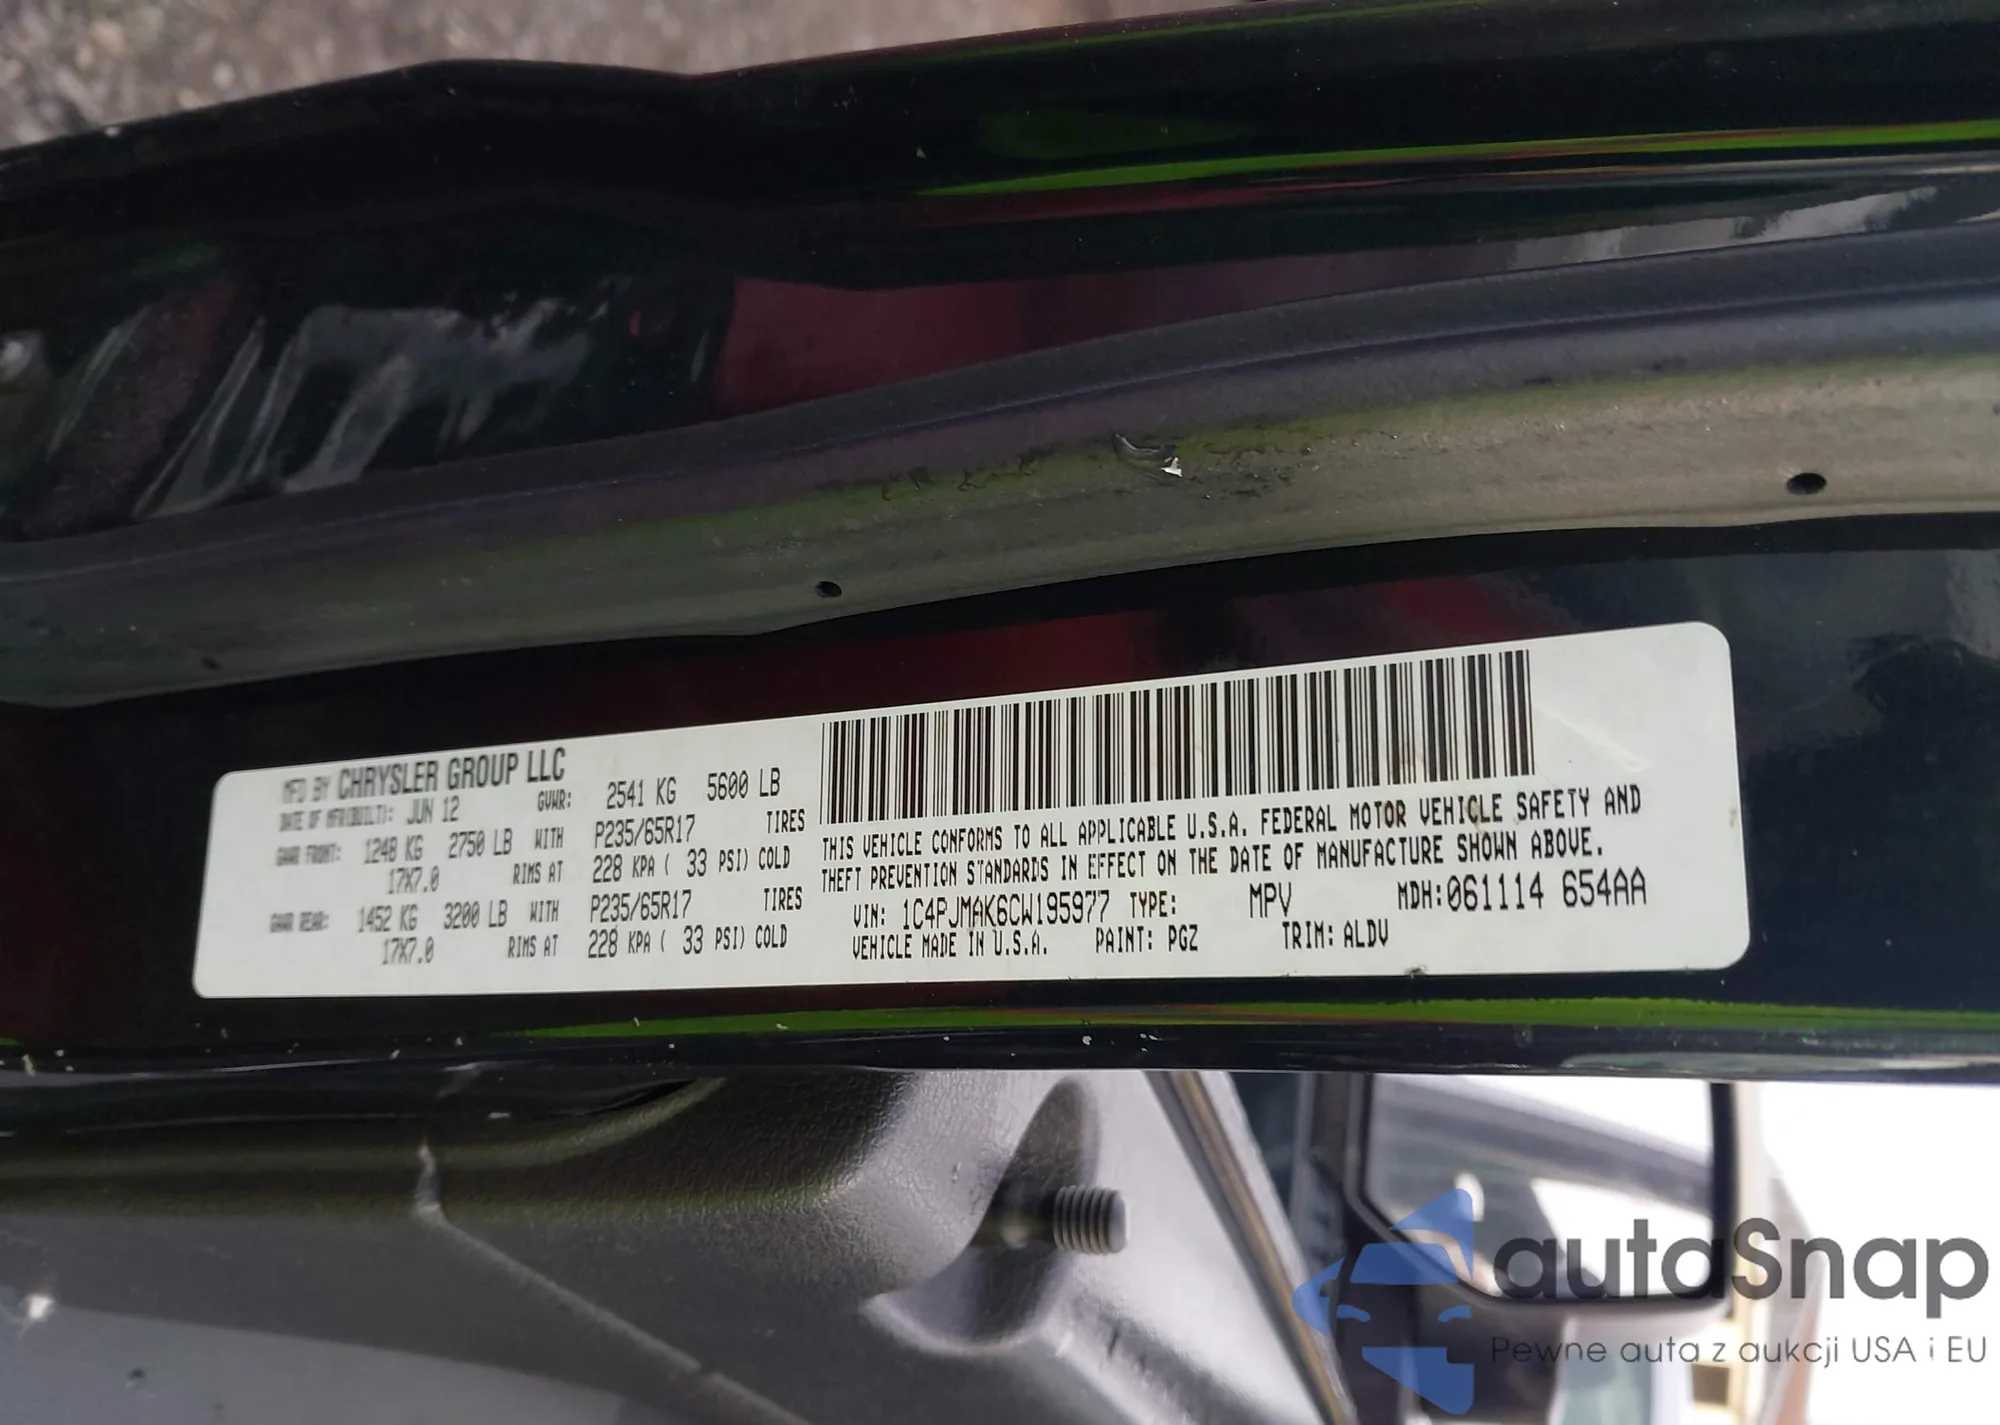 MFD BY CHRYSLER GROUP LLC
DATE OF MFR(BUILT): JUN 12 GVWR: 2541 KG 5600 LB
GAWR FRONT: 1248 KG 2750 LB WITH P235/65R17 TIRES
17X7.0 RIMS AT 228 KPA ( 33 PSI) COLD
GAWR REAR: 1452 KG 3200 LB WITH P235/65R17 TIRES
17X7.0 RIMS AT 228 KPA ( 33 PSI) COLD
THIS VEHICLE CONFORMS TO ALL APPLICABLE U.S.A. FEDERAL MOTOR VEHICLE SAFETY AND
THEFT PREVENTION STANDARDS IN EFFECT ON THE DATE OF MANUFACTURE SHOWN ABOVE.
VIN: 1C4PJMAK6CW195977 TYPE: MPV MDH:061114 654AA
VEHICLE MADE IN U.S.A. PAINT: PGZ TRIM: ALDV
autoSnap
Pewne auta z aukcji USA i EU